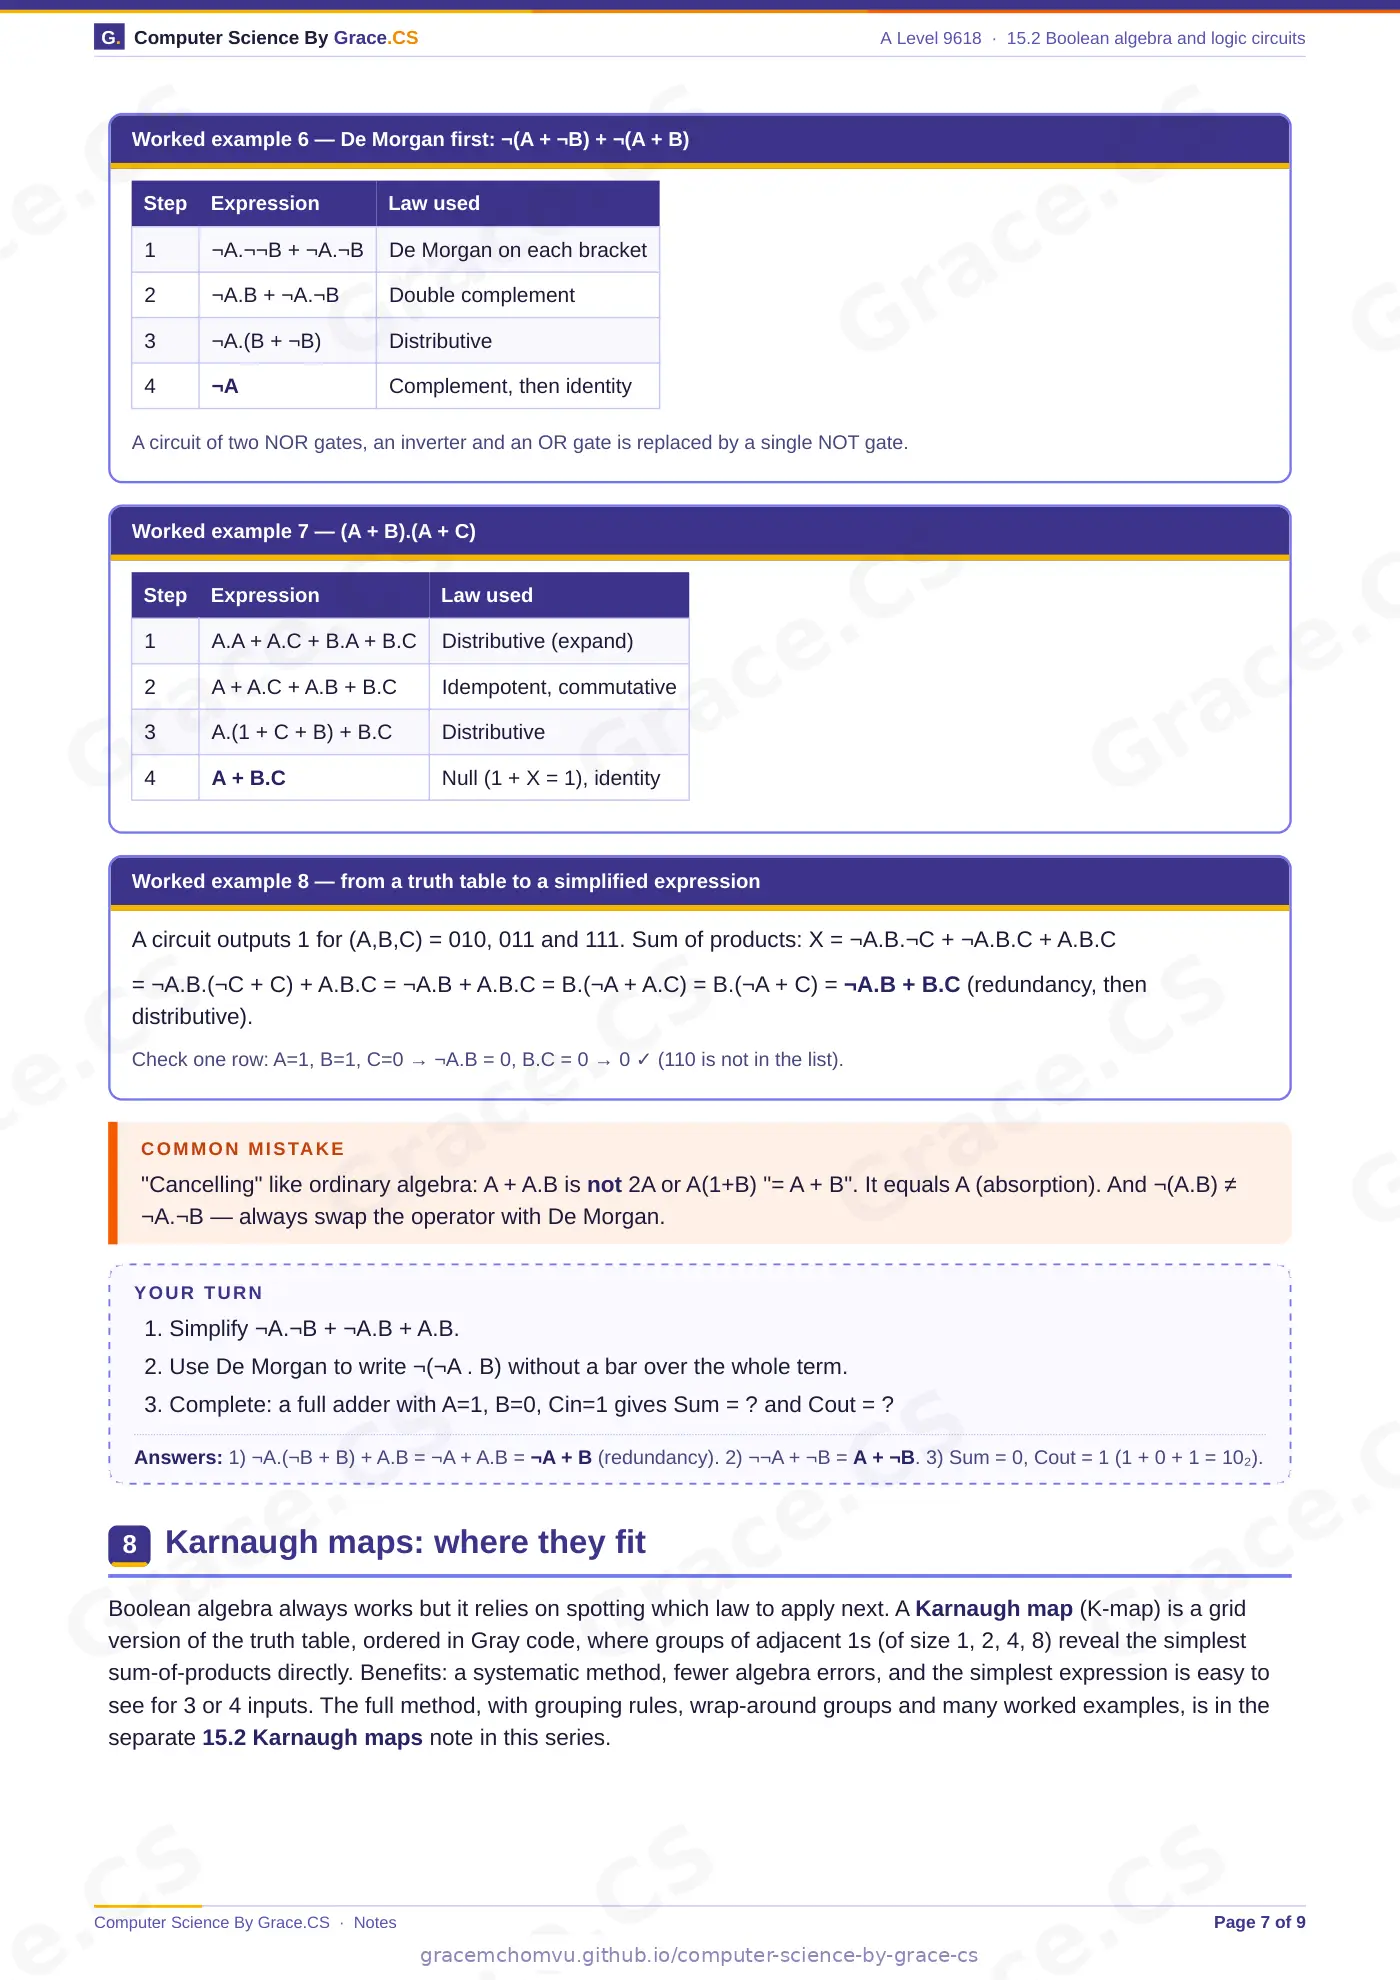 G. Computer Science By Grace.CS
A Level 9618 · 15.2 Boolean algebra and logic circuits
Worked example 6 — De Morgan first: ¬(A + ¬B) + ¬(A + B)
Step Expression Law used
1 ¬A.¬¬B + ¬A.¬B De Morgan on each bracket
2 ¬A.B + ¬A.¬B Double complement
3 ¬A.(B + ¬B) Distributive
4 ¬A Complement, then identity
A circuit of two NOR gates, an inverter and an OR gate is replaced by a single NOT gate.
Worked example 7 — (A + B).(A + C)
Step Expression Law used
1 A.A + A.C + B.A + B.C Distributive (expand)
2 A + A.C + A.B + B.C Idempotent, commutative
3 A.(1 + C + B) + B.C Distributive
4 A + B.C Null (1 + X = 1), identity
Worked example 8 — from a truth table to a simplified expression
A circuit outputs 1 for (A,B,C) = 010, 011 and 111. Sum of products: X = ¬A.B.¬C + ¬A.B.C + A.B.C
= ¬A.B.(¬C + C) + A.B.C = ¬A.B + A.B.C = B.(¬A + A.C) = B.(¬A + C) = ¬A.B + B.C (redundancy, then
distributive).
Check one row: A=1, B=1, C=0 → ¬A.B = 0, B.C = 0 → 0 ✓ (110 is not in the list).
COMMON MISTAKE
"Cancelling" like ordinary algebra: A + A.B is not 2A or A(1+B) "= A + B". It equals A (absorption). And ¬(A.B) ≠
¬A.¬B — always swap the operator with De Morgan.
YOUR TURN
1. Simplify ¬A.¬B + ¬A.B + A.B.
2. Use De Morgan to write ¬(¬A . B) without a bar over the whole term.
3. Complete: a full adder with A=1, B=0, Cin=1 gives Sum = ? and Cout = ?
Answers: 1) ¬A.(¬B + B) + A.B = ¬A + A.B = ¬A + B (redundancy). 2) ¬¬A + ¬B = A + ¬B. 3) Sum = 0, Cout = 1 (1 + 0 + 1 = 10₂).
8 Karnaugh maps: where they fit
Boolean algebra always works but it relies on spotting which law to apply next. A Karnaugh map (K-map) is a grid
version of the truth table, ordered in Gray code, where groups of adjacent 1s (of size 1, 2, 4, 8) reveal the simplest
sum-of-products directly. Benefits: a systematic method, fewer algebra errors, and the simplest expression is easy to
see for 3 or 4 inputs. The full method, with grouping rules, wrap-around groups and many worked examples, is in the
separate 15.2 Karnaugh maps note in this series.
Computer Science By Grace.CS · Notes
Page 7 of 9
gracemchomvu.github.io/computer-science-by-grace-cs